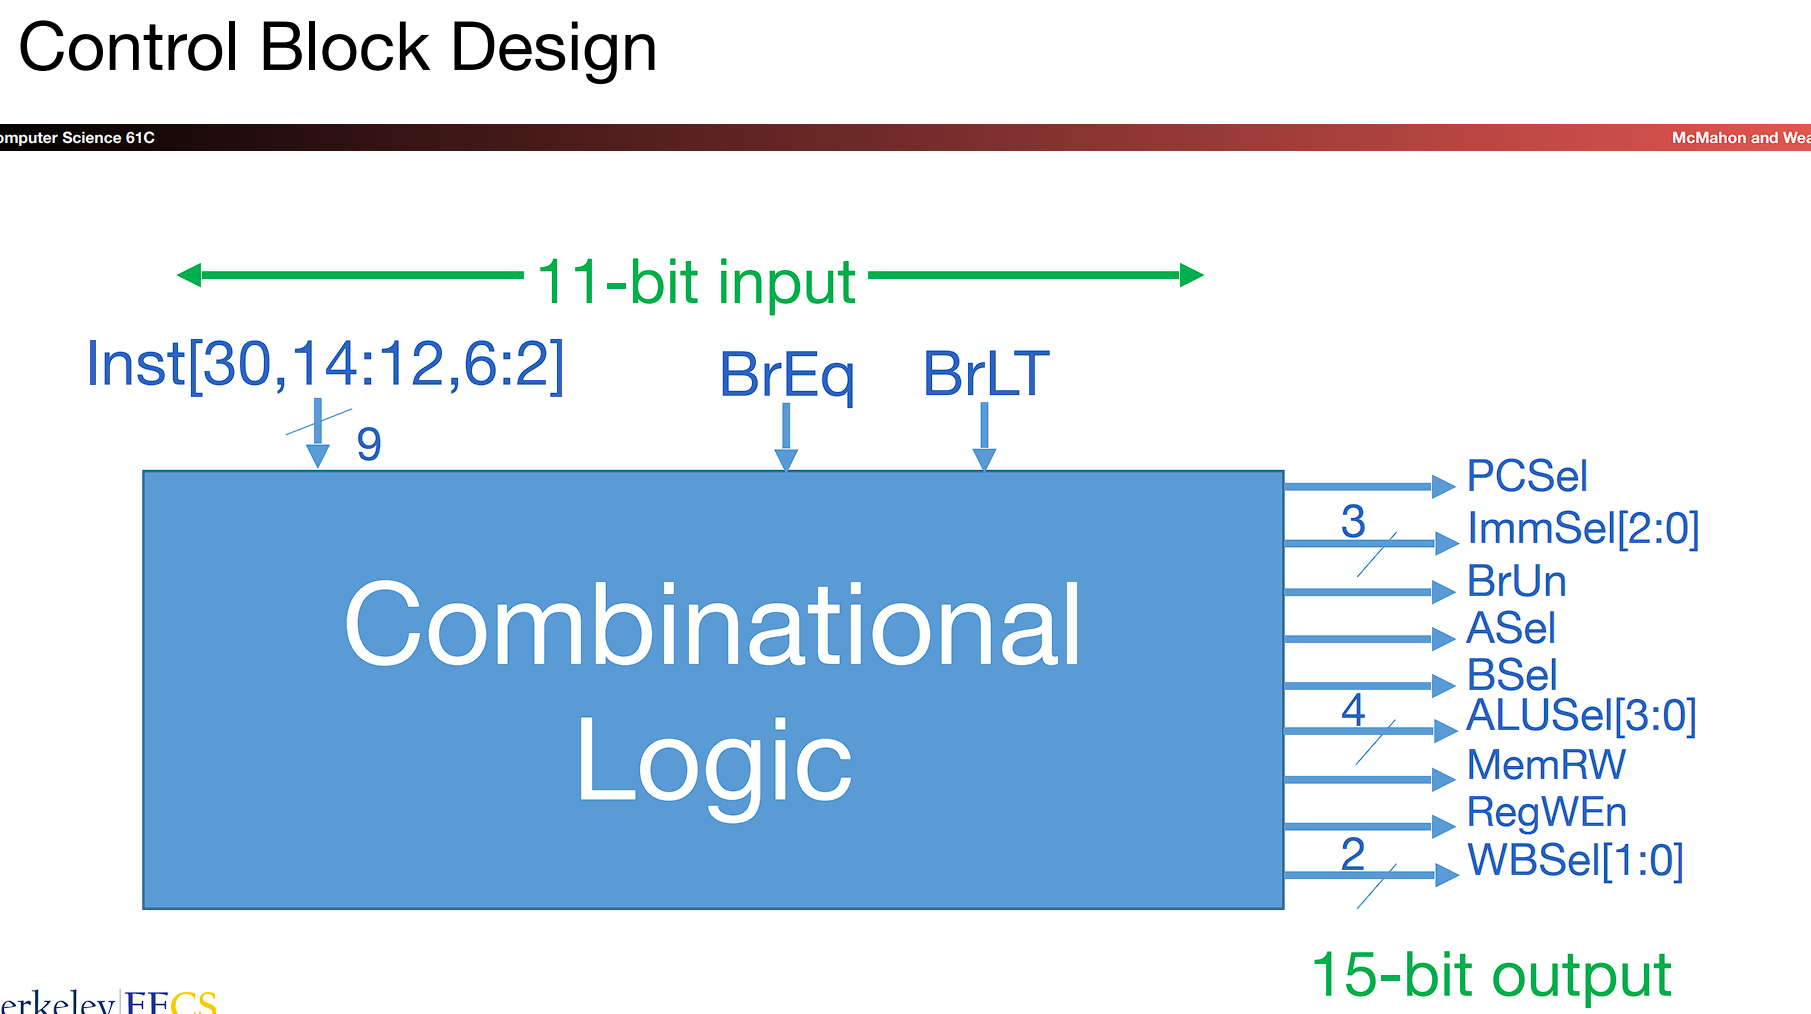 Control Block Design
omputer Science 61C
McMahon and Wea
11-bit input
Inst[30,14:12,6:2]
BrEq
BrLT
9
Combinational
Logic
PCSel
3
ImmSel[2:0]
BrUn
ASel
BSel
4
ALUSel[3:0]
MemRW
RegWEn
2
WBSel[1:0]
15-bit output
erkeley EECS